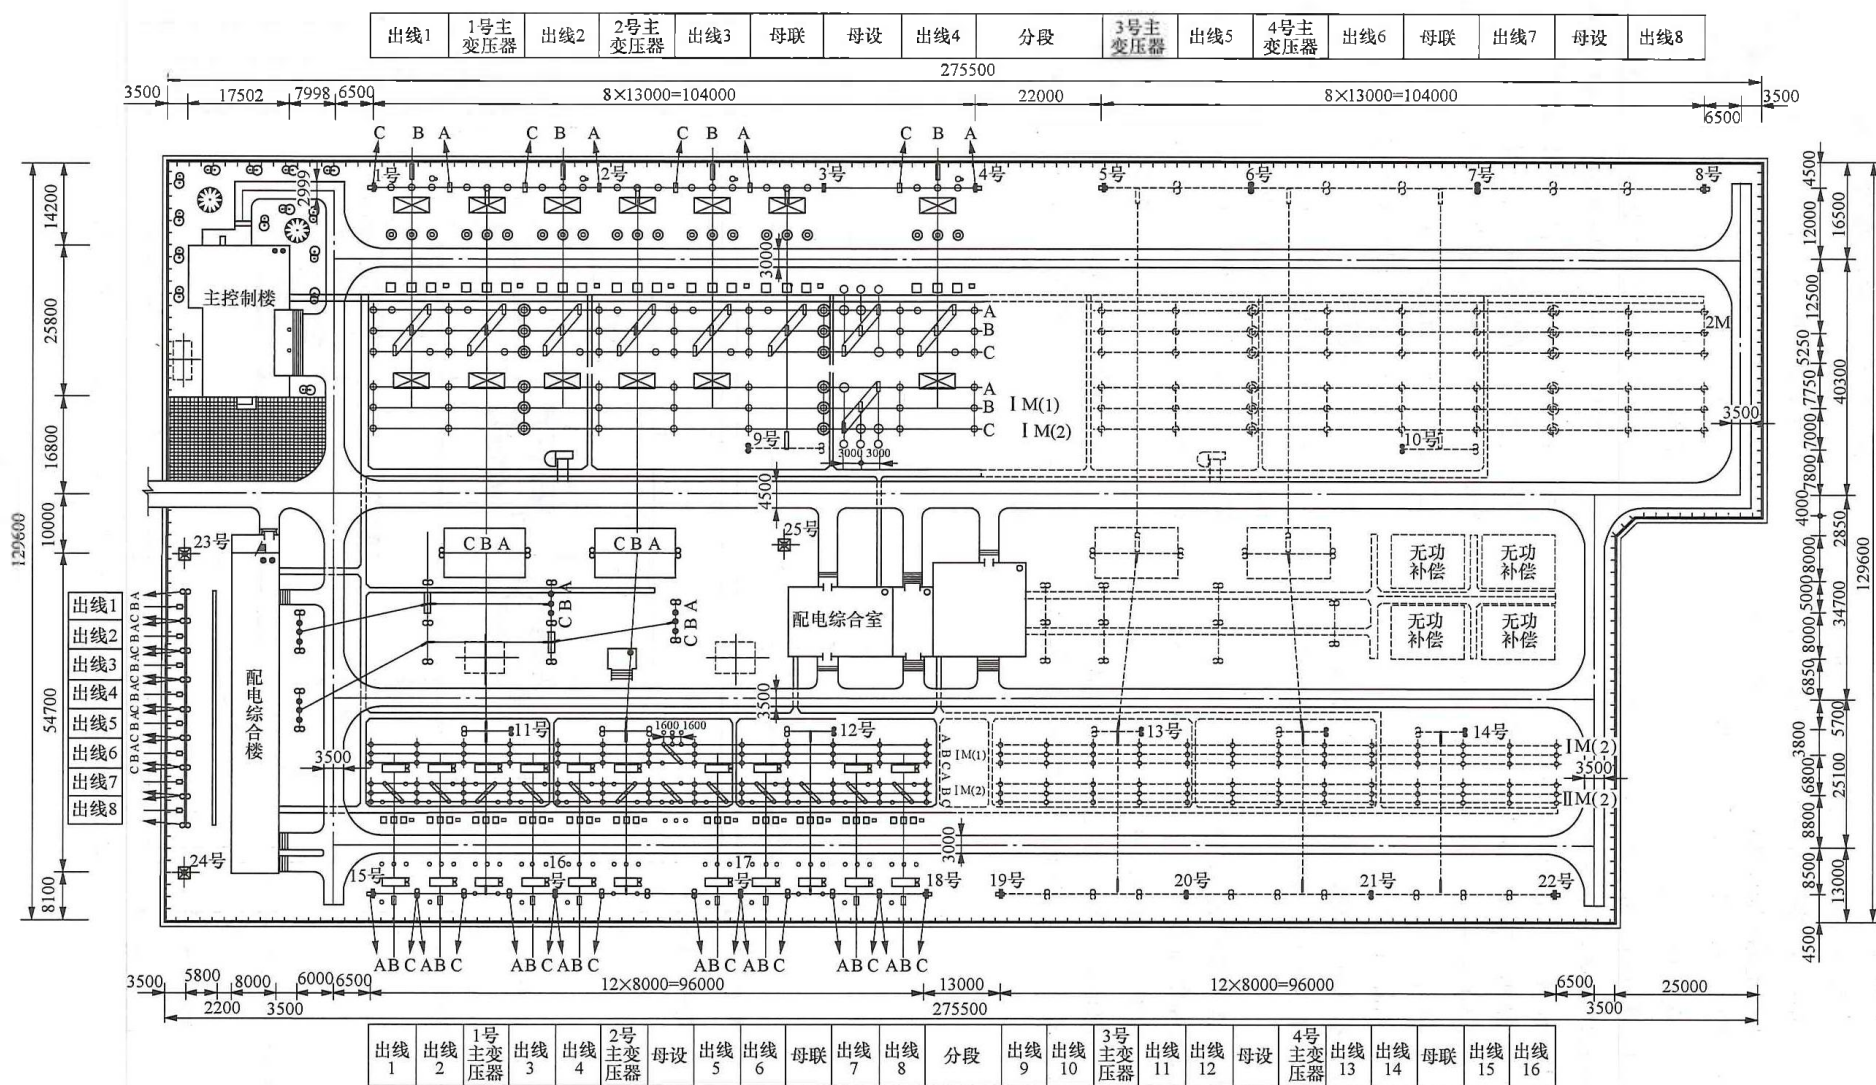 出线1 1号主变压器 出线2 2号主变压器 出线3 母联 母设 出线4 分段 3号主变压器 出线5 4号主变压器 出线6 母联 出线7 母设 出线8
275500
3500 17502 7998 6500 8×13000=104000 22000 8×13000=104000 6500 3500
C B A C B A C B A C B A
1号 2号 3号 4号 5号 6号 7号 8号
2999
3000
主控制楼
A
B
C
2M
A
B ⅠM(1)
C ⅠM(2)
9号 10号
3000 3000
3500
4500
23号 25号
C B A C B A
C B A
C B A
配电综合室
无功补偿 无功补偿
无功补偿 无功补偿
出线1
出线2
出线3
出线4
出线5
出线6
出线7
出线8
配电综合楼
3500
11号 1600 1600 12号 13号 14号
3500
A B C ⅠM(1)
A B C ⅠM(2)
ⅠM(2)
3500
ⅡM(2)
3000
24号
15号 16号 17号 18号 19号 20号 21号 22号
AB C AB C AB C AB C AB C AB C AB C AB C
129600
14200
25800
16800
10000
54700
8100
4500
12000
16500
12500
5250
7750
7000
7800
40300
4000
2850
8000
5000
8000
6850
34700
129600
5700
3800
6800
8800
25100
8500
13000
4500
3500 5800 8000 6000 6500 12×8000=96000 13000 12×8000=96000 6500 25000
2200 3500 275500 3500
出线1 出线2 1号主变压器 出线3 出线4 2号主变压器 母设 出线5 出线6 母联 出线7 出线8 分段 出线9 出线10 3号主变压器 出线11 出线12 母设 4号主变压器 出线13 出线14 母联 出线15 出线16